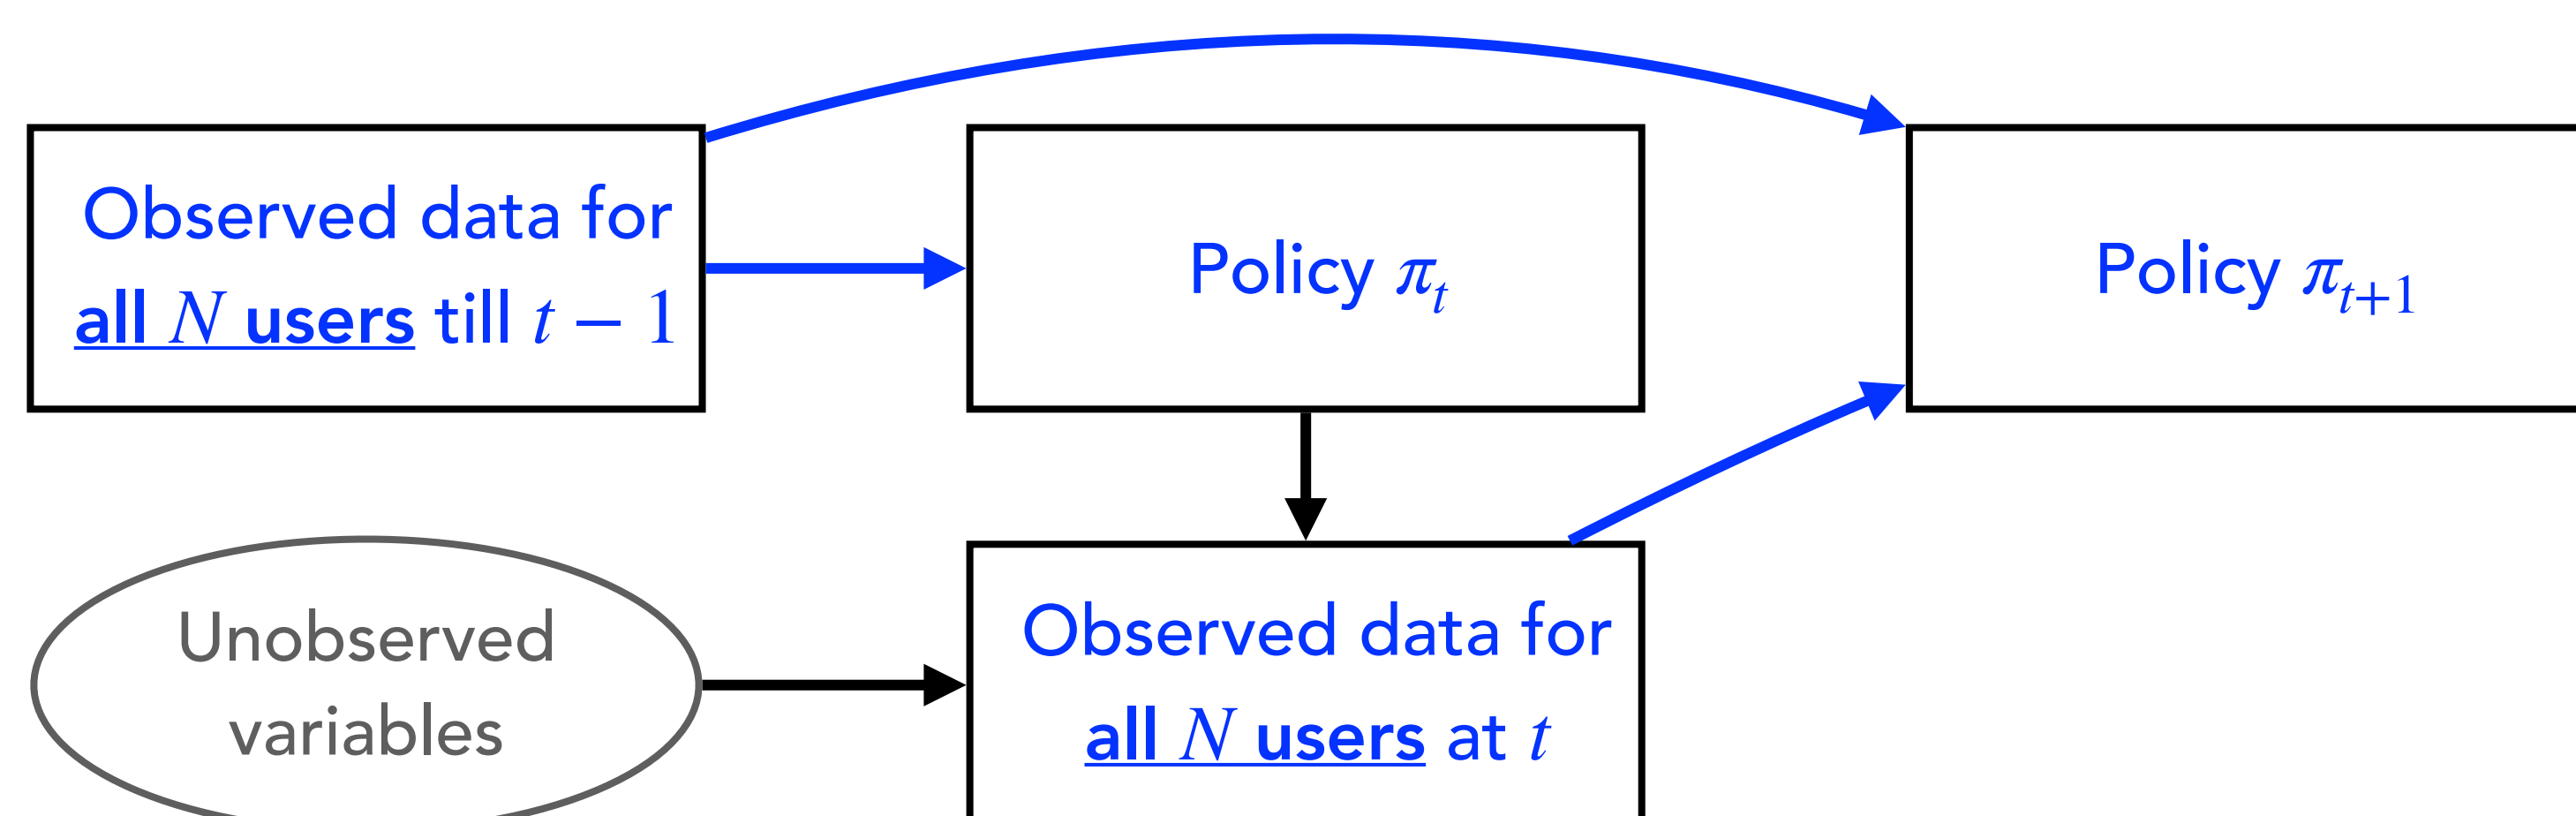 Observed data for
all N users till t − 1
Policy π_t
Policy π_{t+1}
Unobserved
variables
Observed data for
all N users at t